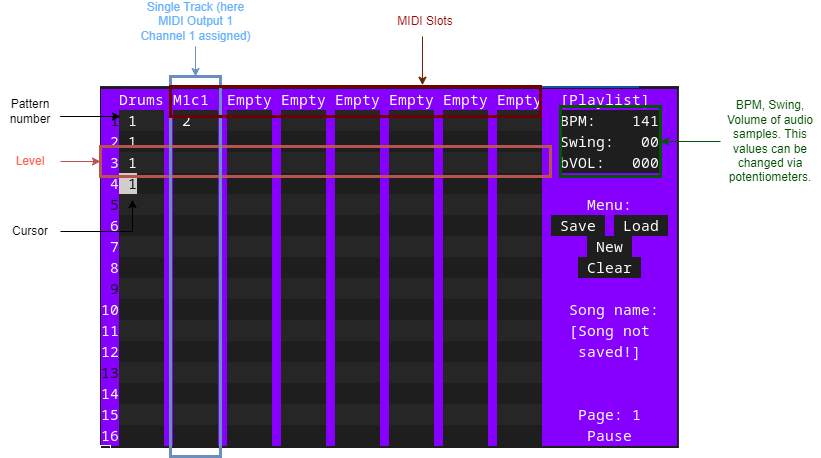 Single Track (here
MIDI Output 1
Channel 1 assigned)
MIDI Slots
Pattern
number
Level
Cursor
BPM, Swing,
Volume of audio
samples. This
values can be
changed via
potentiometers.
Drums M1c1 Empty Empty Empty Empty Empty Empty [Playlist]
1 1 2 BPM: 141
2 1 Swing: 00
3 1 bVOL: 000
4 1
5 Menu:
6 Save Load
7 New
8 Clear
9
10 Song name:
11 [Song not
12 saved!]
13
14
15 Page: 1
16 Pause